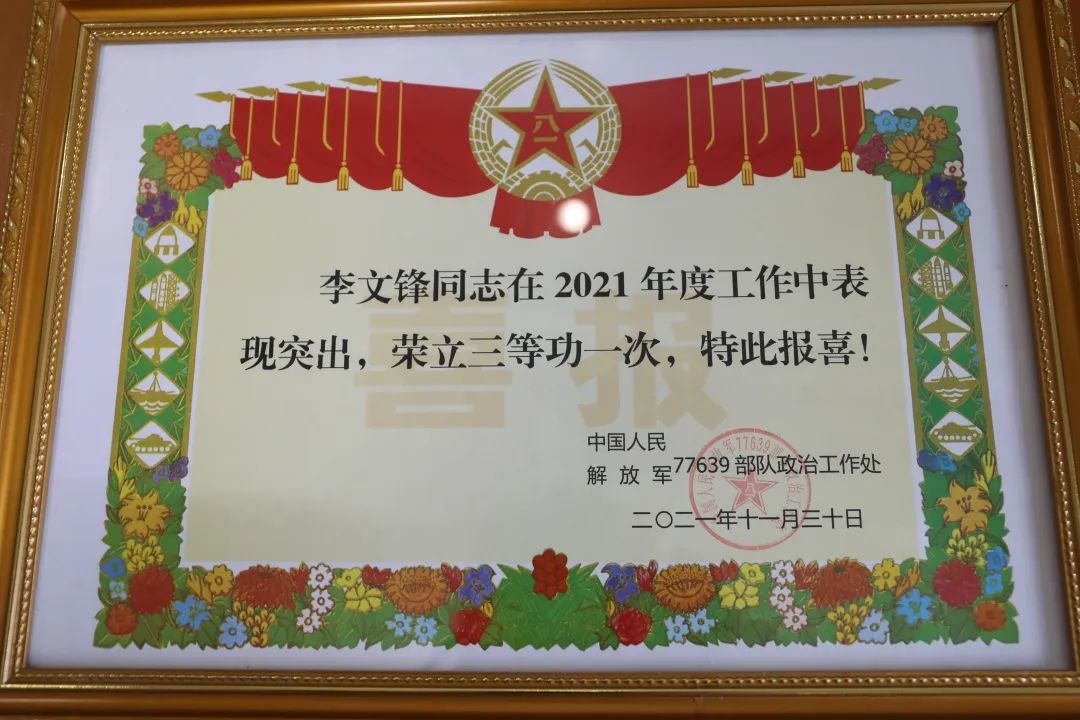 八一
喜报
李文锋同志在2021年度工作中表
现突出，荣立三等功一次，特此报喜！
中国人民
解放军 77639部队政治工作处
二〇二一年十一月三十日